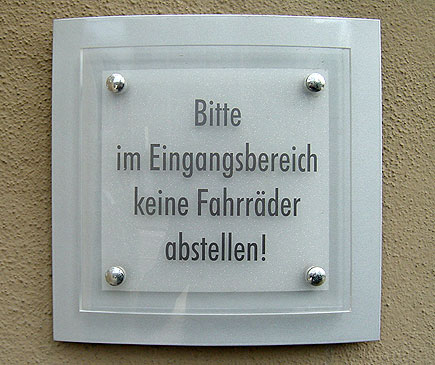 Bitte
im Eingangsbereich
keine Fahrräder
abstellen!